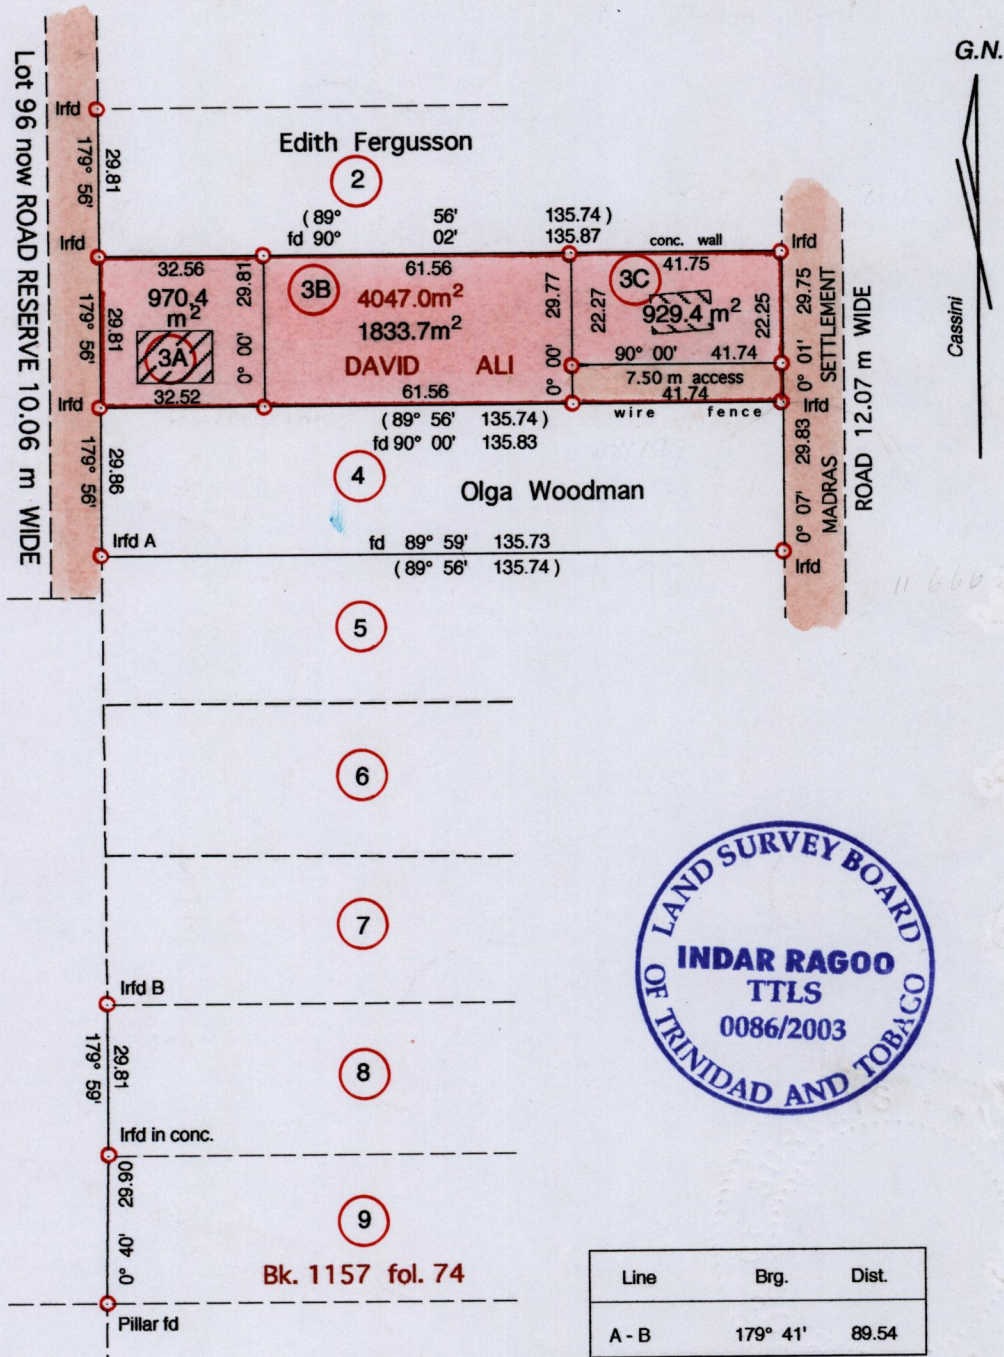 G.N.
Cassini
Lot 96 now ROAD RESERVE 10.06 m WIDE
Irfd
29.81
179° 56'
Edith Fergusson
2
( 89° 56' 135.74 )
fd 90° 02' 135.87
conc. wall
Irfd
Irfd
32.56
61.56
41.75
970.4
m²
29.81
0° 00'
3A
32.52
29.81
179° 56'
3B
4047.0m²
1833.7m²
DAVID ALI
61.56
29.77
0° 00'
3C
22.27
929.4 m²
22.25
90° 00' 41.74
7.50 m access
41.74
29.75
0° 01'
MADRAS SETTLEMENT
ROAD 12.07 m WIDE
Irfd
Irfd
wire fence
( 89° 56' 135.74 )
fd 90° 00' 135.83
4
Olga Woodman
29.86
179° 56'
29.83
0° 07'
Irfd A
fd 89° 59' 135.73
( 89° 56' 135.74 )
Irfd
5
6
7
Irfd B
29.81
179° 59'
8
Irfd in conc.
29.90
0° 40'
9
Bk. 1157 fol. 74
Pillar fd
LAND SURVEY BOARD
OF TRINIDAD AND TOBAGO
INDAR RAGOO
TTLS
0086/2003
Line Brg. Dist.
A - B 179° 41' 89.54